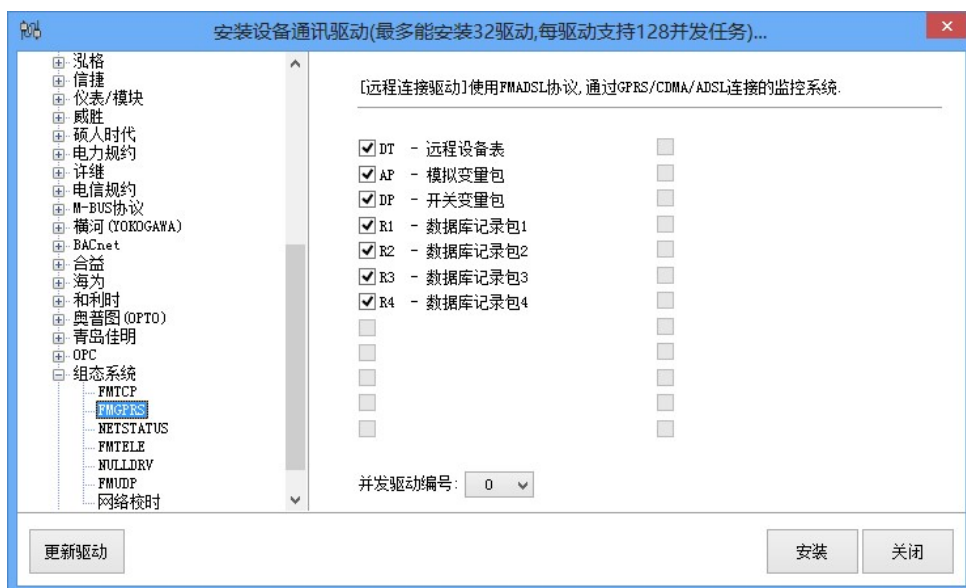 安装设备通讯驱动(最多能安装32驱动,每驱动支持128并发任务)...
泓格
信捷
仪表/模块
威胜
硕人时代
电力规约
许继
电信规约
M-BUS协议
横河(YOKOGAWA)
BACnet
合益
海为
和利时
奥普图(OPTO)
青岛佳明
OPC
组态系统
FMTCP
FMGPRS
NETSTATUS
FMTELE
NULLDRV
FMUDP
网络校时
[远程连接驱动]使用FMADSL协议,通过GPRS/CDMA/ADSL连接的监控系统.
DT - 远程设备表
AP - 模拟变量包
DP - 开关变量包
R1 - 数据库记录包1
R2 - 数据库记录包2
R3 - 数据库记录包3
R4 - 数据库记录包4
并发驱动编号: 0
更新驱动
安装
关闭